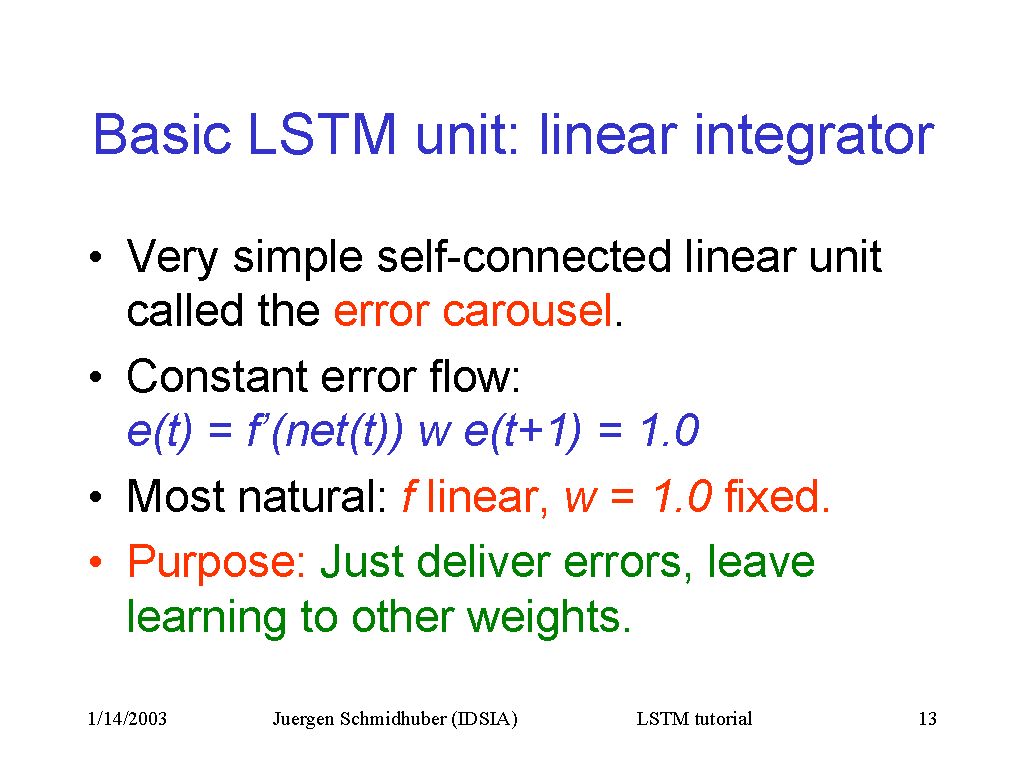 Basic LSTM unit: linear integrator
• Very simple self-connected linear unit
called the error carousel.
• Constant error flow:
e(t) = f’(net(t)) w e(t+1) = 1.0
• Most natural: f linear, w = 1.0 fixed.
• Purpose: Just deliver errors, leave
learning to other weights.
1/14/2003 Juergen Schmidhuber (IDSIA) LSTM tutorial 13